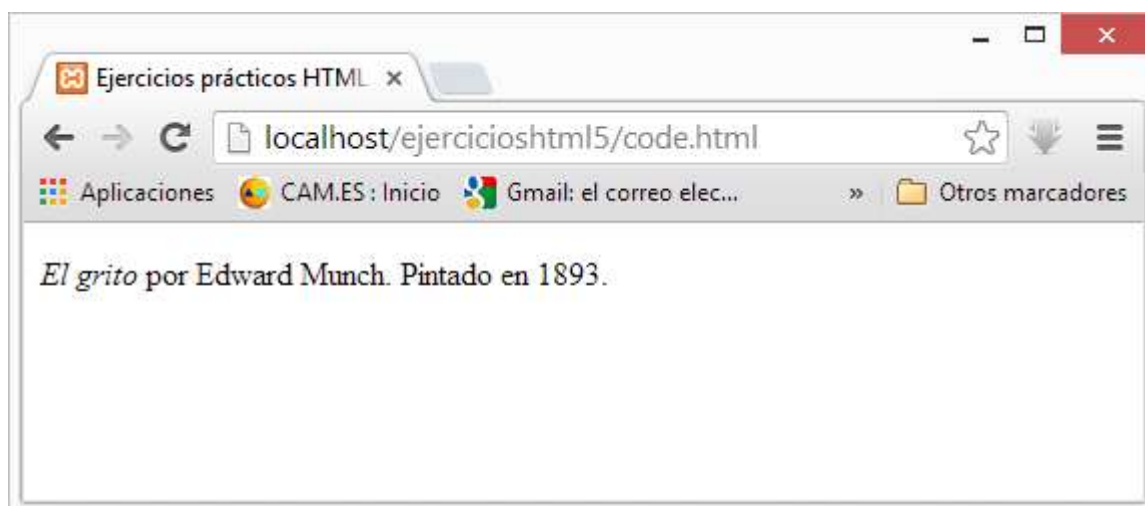 Ejercicios prácticos HTML
localhost/ejercicioshtml5/code.html
Aplicaciones CAM.ES : Inicio Gmail: el correo elec... » Otros marcadores
El grito por Edward Munch. Pintado en 1893.